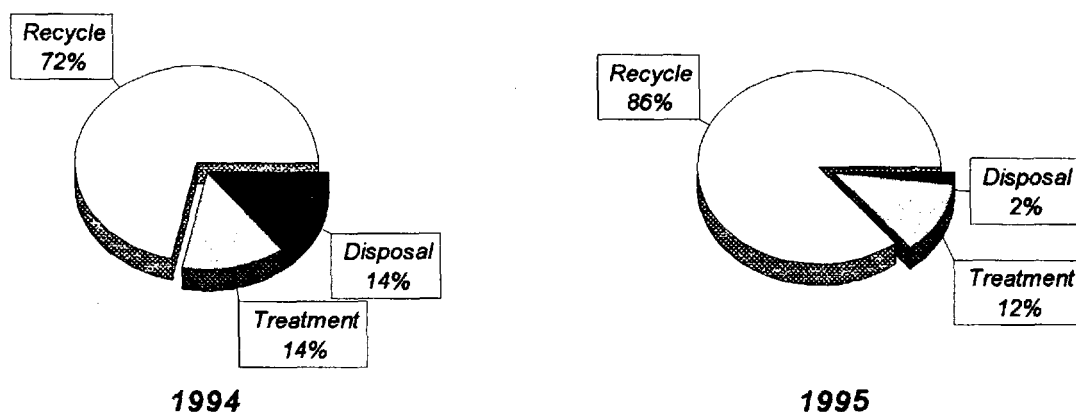 Recycle
72%
Disposal
14%
Treatment
14%
1994
Recycle
86%
Disposal
2%
Treatment
12%
1995